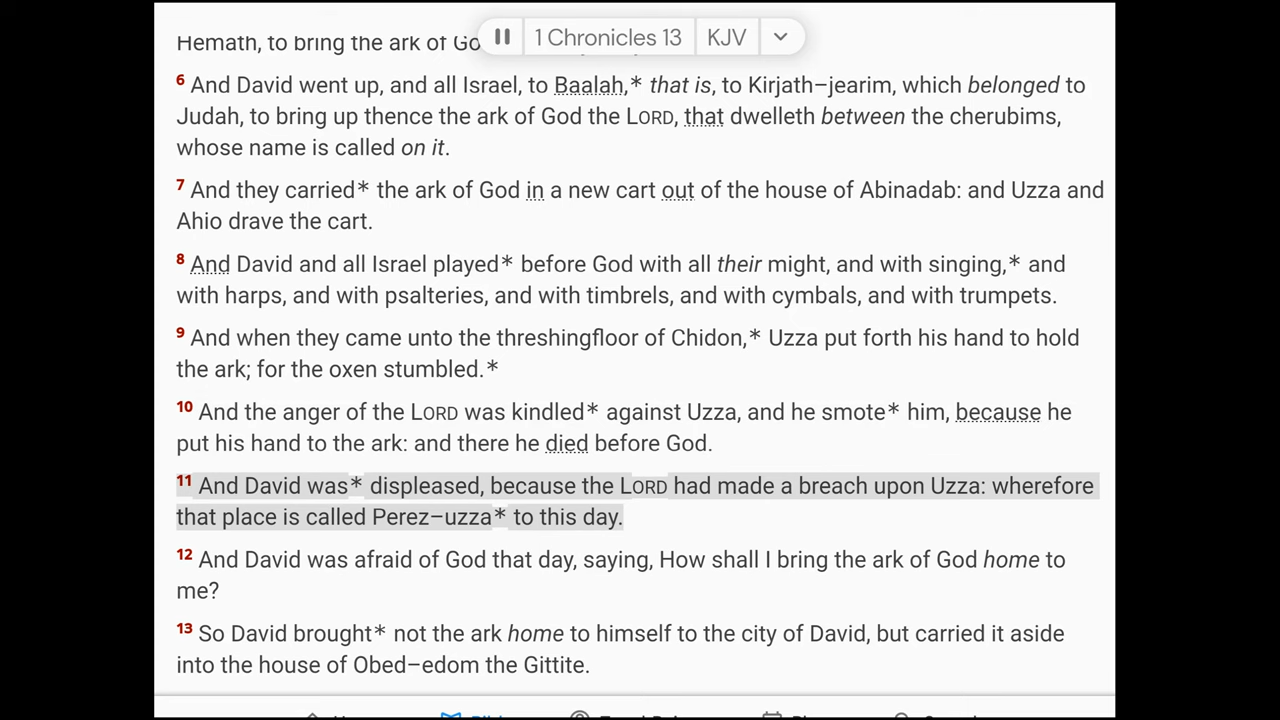 Hemath, to bring the ark of Go
1 Chronicles 13 KJV
6 And David went up, and all Israel, to Baalah,* that is, to Kirjath–jearim, which belonged to
Judah, to bring up thence the ark of God the LORD, that dwelleth between the cherubims,
whose name is called on it.
7 And they carried* the ark of God in a new cart out of the house of Abinadab: and Uzza and
Ahio drave the cart.
8 And David and all Israel played* before God with all their might, and with singing,* and
with harps, and with psalteries, and with timbrels, and with cymbals, and with trumpets.
9 And when they came unto the threshingfloor of Chidon,* Uzza put forth his hand to hold
the ark; for the oxen stumbled.*
10 And the anger of the LORD was kindled* against Uzza, and he smote* him, because he
put his hand to the ark: and there he died before God.
11 And David was* displeased, because the LORD had made a breach upon Uzza: wherefore
that place is called Perez–uzza* to this day.
12 And David was afraid of God that day, saying, How shall I bring the ark of God home to
me?
13 So David brought* not the ark home to himself to the city of David, but carried it aside
into the house of Obed–edom the Gittite.